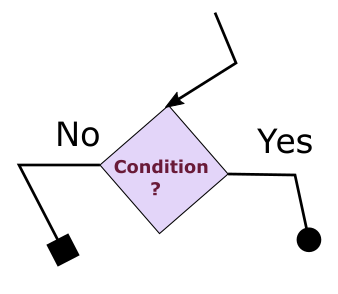 No
Yes
Condition
?